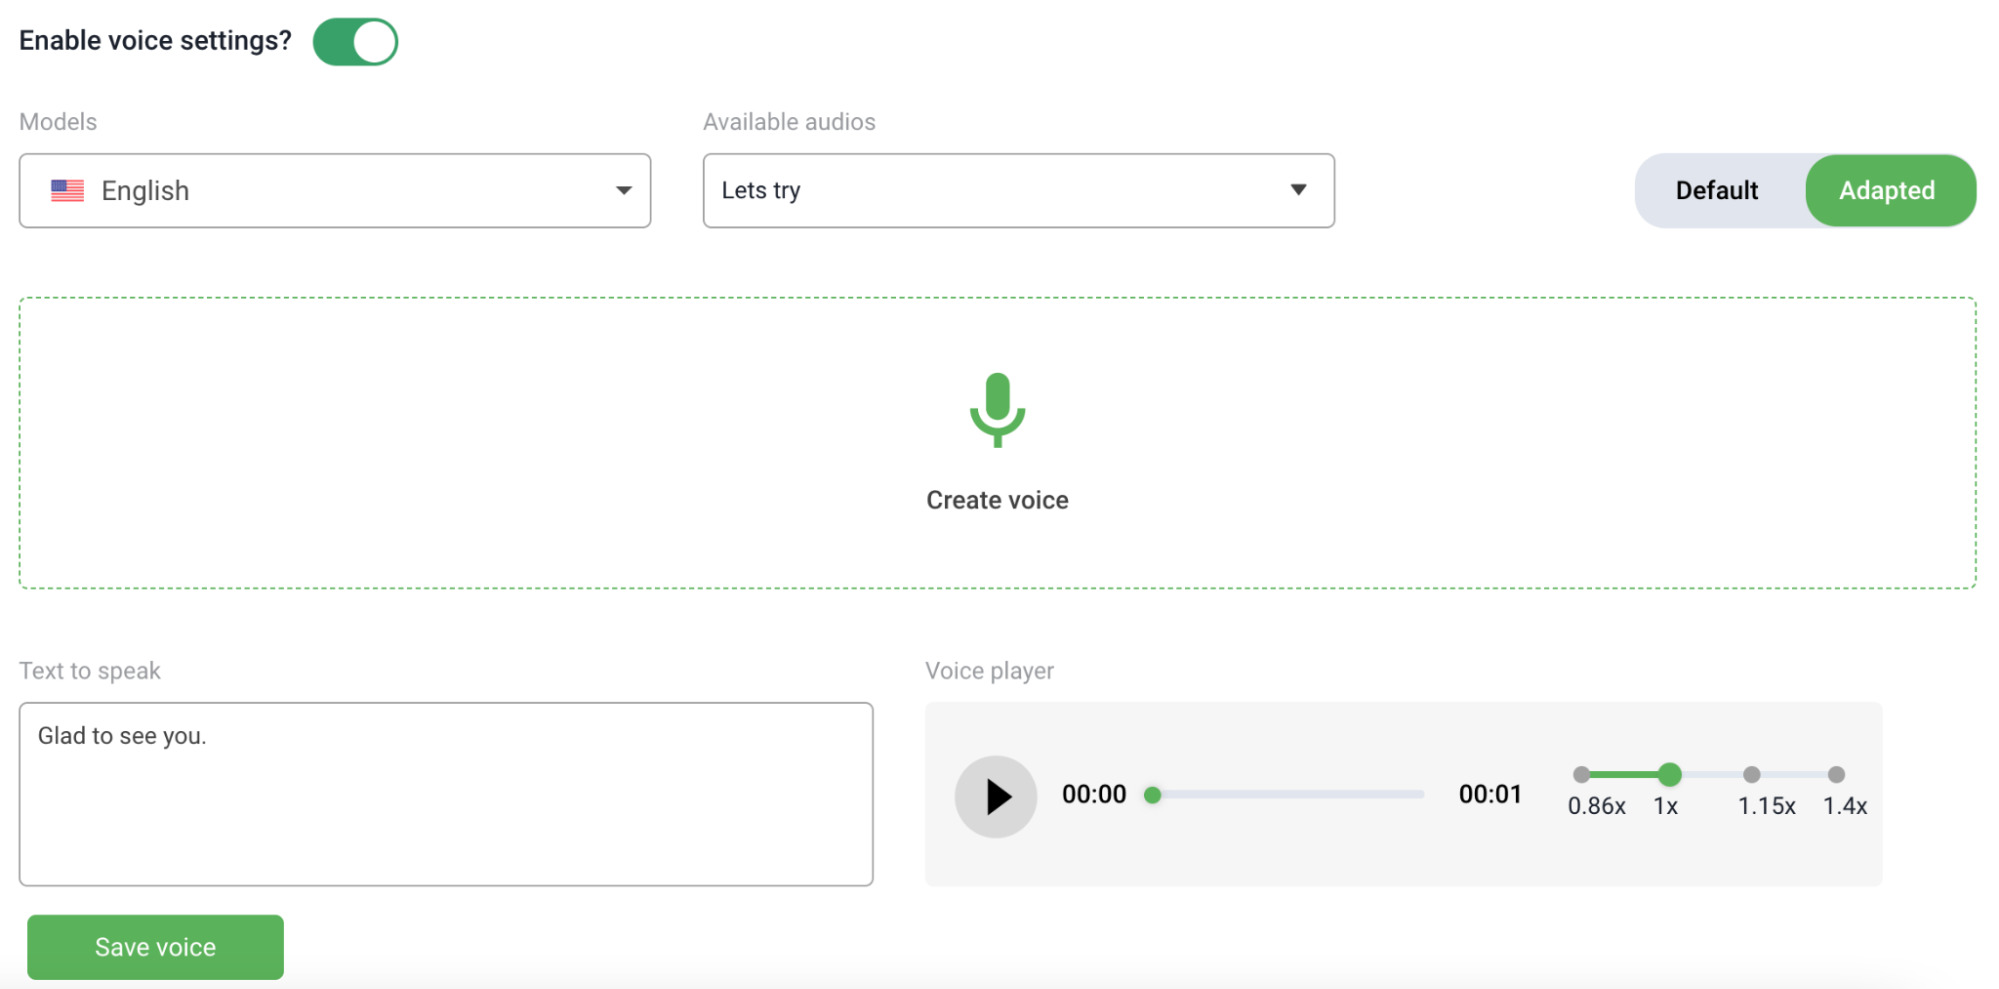 Enable voice settings?
Models
Available audios
English
Lets try
Default
Adapted
Create voice
Text to speak
Voice player
Glad to see you.
00:00
00:01
0.86x 1x 1.15x 1.4x
Save voice